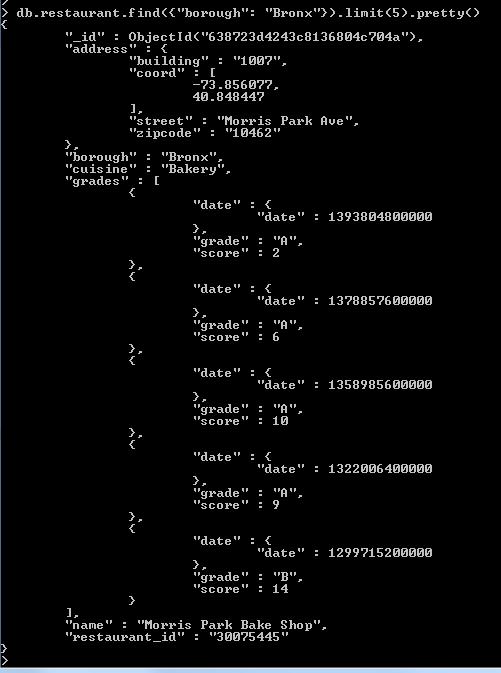 >
> db.restaurant.find({"borough": "Bronx"}).limit(5).pretty()
{
"_id" : ObjectId("638723d4243c8136804c704a"),
"address" : {
"building" : "1007",
"coord" : [
-73.856077,
40.848447
],
"street" : "Morris Park Ave",
"zipcode" : "10462"
},
"borough" : "Bronx",
"cuisine" : "Bakery",
"grades" : [
{
"date" : {
"date" : 1393804800000
},
"grade" : "A",
"score" : 2
},
{
"date" : {
"date" : 1378857600000
},
"grade" : "A",
"score" : 6
},
{
"date" : {
"date" : 1358985600000
},
"grade" : "A",
"score" : 10
},
{
"date" : {
"date" : 1322006400000
},
"grade" : "A",
"score" : 9
},
{
"date" : {
"date" : 1299715200000
},
"grade" : "B",
"score" : 14
}
],
"name" : "Morris Park Bake Shop",
"restaurant_id" : "30075445"
}
>